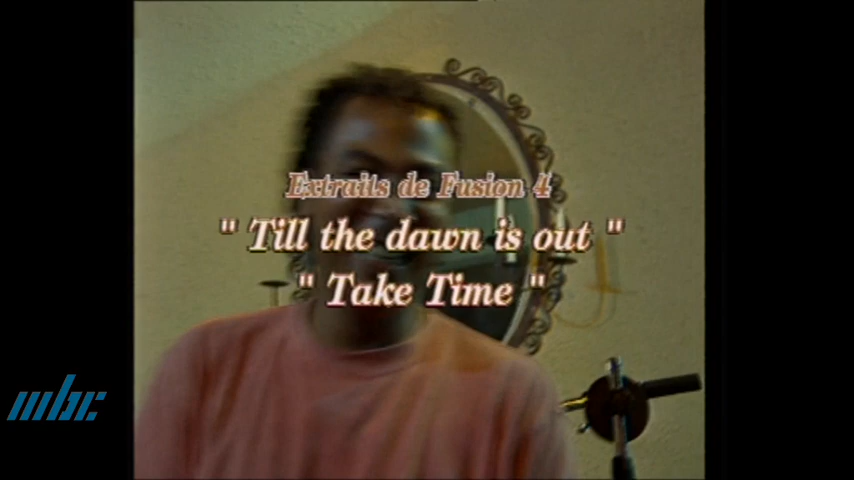 Extraits de Fusion 4
" Till the dawn is out "
" Take Time "
mbc